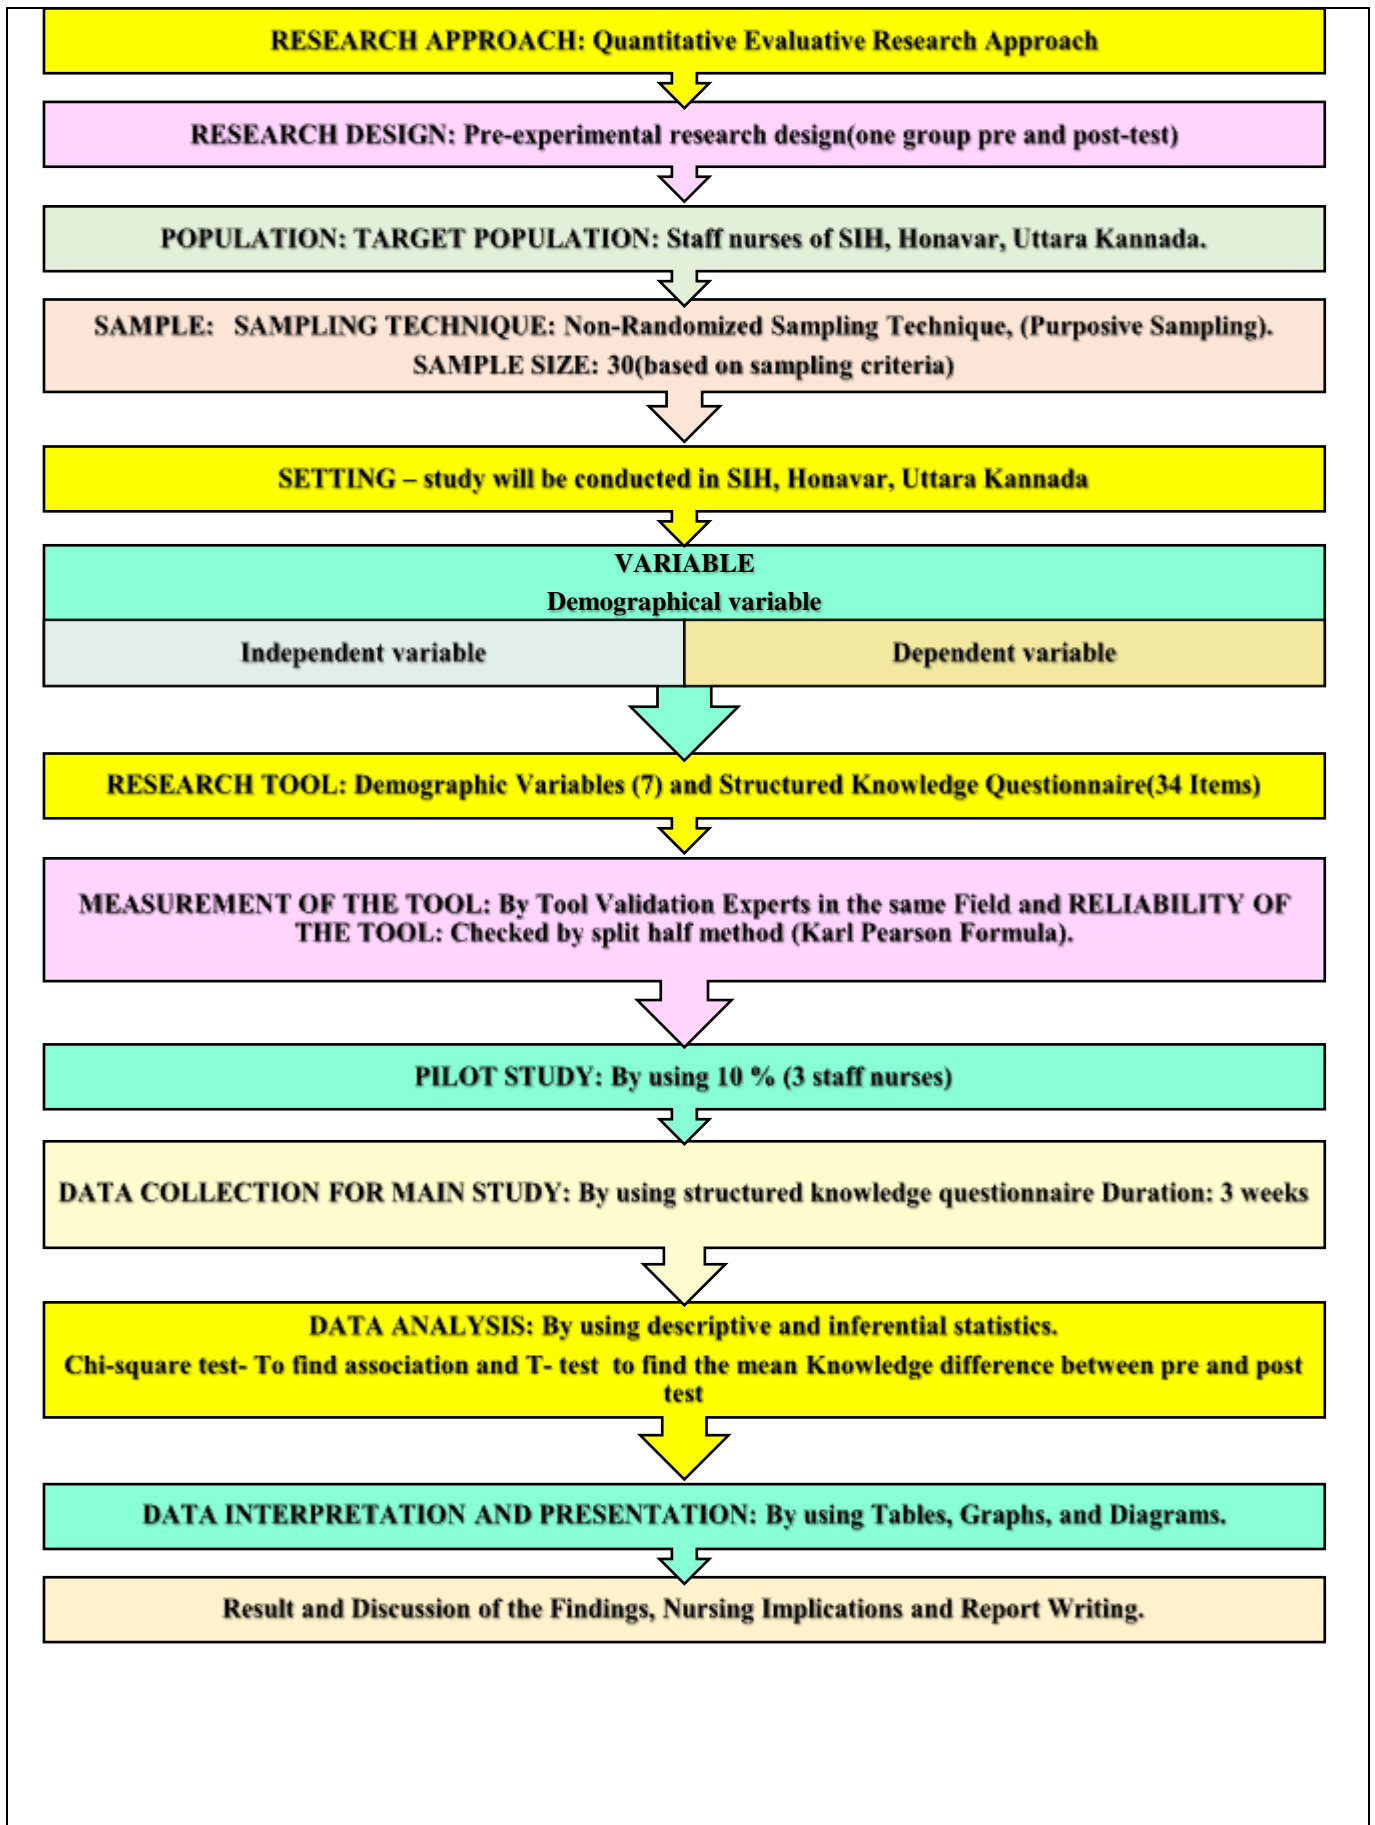 RESEARCH APPROACH: Quantitative Evaluative Research Approach
RESEARCH DESIGN: Pre-experimental research design(one group pre and post-test)
POPULATION: TARGET POPULATION: Staff nurses of SIH, Honavar, Uttara Kannada.
SAMPLE: SAMPLING TECHNIQUE: Non-Randomized Sampling Technique, (Purposive Sampling).
SAMPLE SIZE: 30(based on sampling criteria)
SETTING – study will be conducted in SIH, Honavar, Uttara Kannada
VARIABLE
Demographical variable
Independent variable
Dependent variable
RESEARCH TOOL: Demographic Variables (7) and Structured Knowledge Questionnaire(34 Items)
MEASUREMENT OF THE TOOL: By Tool Validation Experts in the same Field and RELIABILITY OF
THE TOOL: Checked by split half method (Karl Pearson Formula).
PILOT STUDY: By using 10 % (3 staff nurses)
DATA COLLECTION FOR MAIN STUDY: By using structured knowledge questionnaire Duration: 3 weeks
DATA ANALYSIS: By using descriptive and inferential statistics.
Chi-square test- To find association and T- test to find the mean Knowledge difference between pre and post
test
DATA INTERPRETATION AND PRESENTATION: By using Tables, Graphs, and Diagrams.
Result and Discussion of the Findings, Nursing Implications and Report Writing.